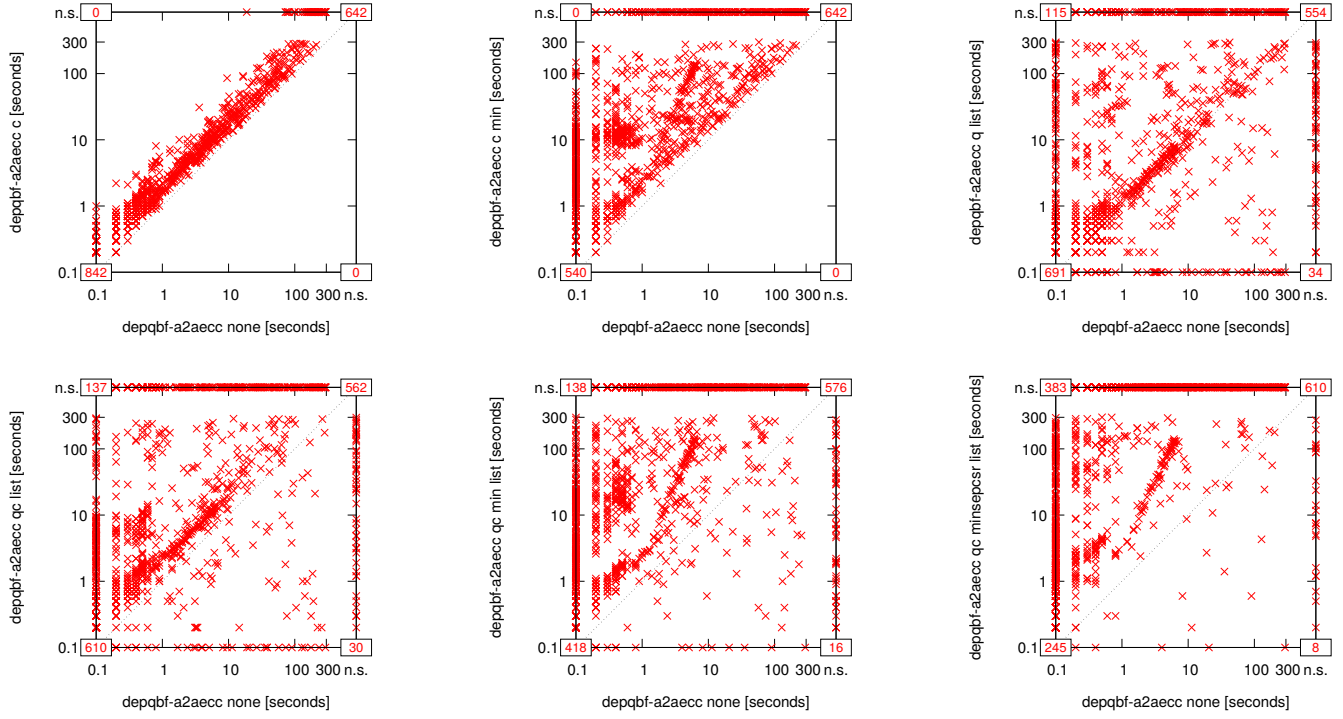 n.s. 0 642
300
100
10
1
0.1 842 0
0.1 1 10 100 300 n.s.
depqbf-a2aecc c [seconds]
depqbf-a2aecc none [seconds]
n.s. 0 642
300
100
10
1
0.1 540 0
0.1 1 10 100 300 n.s.
depqbf-a2aecc c min [seconds]
depqbf-a2aecc none [seconds]
n.s. 115 554
300
100
10
1
0.1 691 34
0.1 1 10 100 300 n.s.
depqbf-a2aecc q list [seconds]
depqbf-a2aecc none [seconds]
n.s. 137 562
300
100
10
1
0.1 610 30
0.1 1 10 100 300 n.s.
depqbf-a2aecc qc list [seconds]
depqbf-a2aecc none [seconds]
n.s. 138 576
300
100
10
1
0.1 418 16
0.1 1 10 100 300 n.s.
depqbf-a2aecc qc min list [seconds]
depqbf-a2aecc none [seconds]
n.s. 383 610
300
100
10
1
0.1 245 8
0.1 1 10 100 300 n.s.
depqbf-a2aecc qc minsepcsr list [seconds]
depqbf-a2aecc none [seconds]